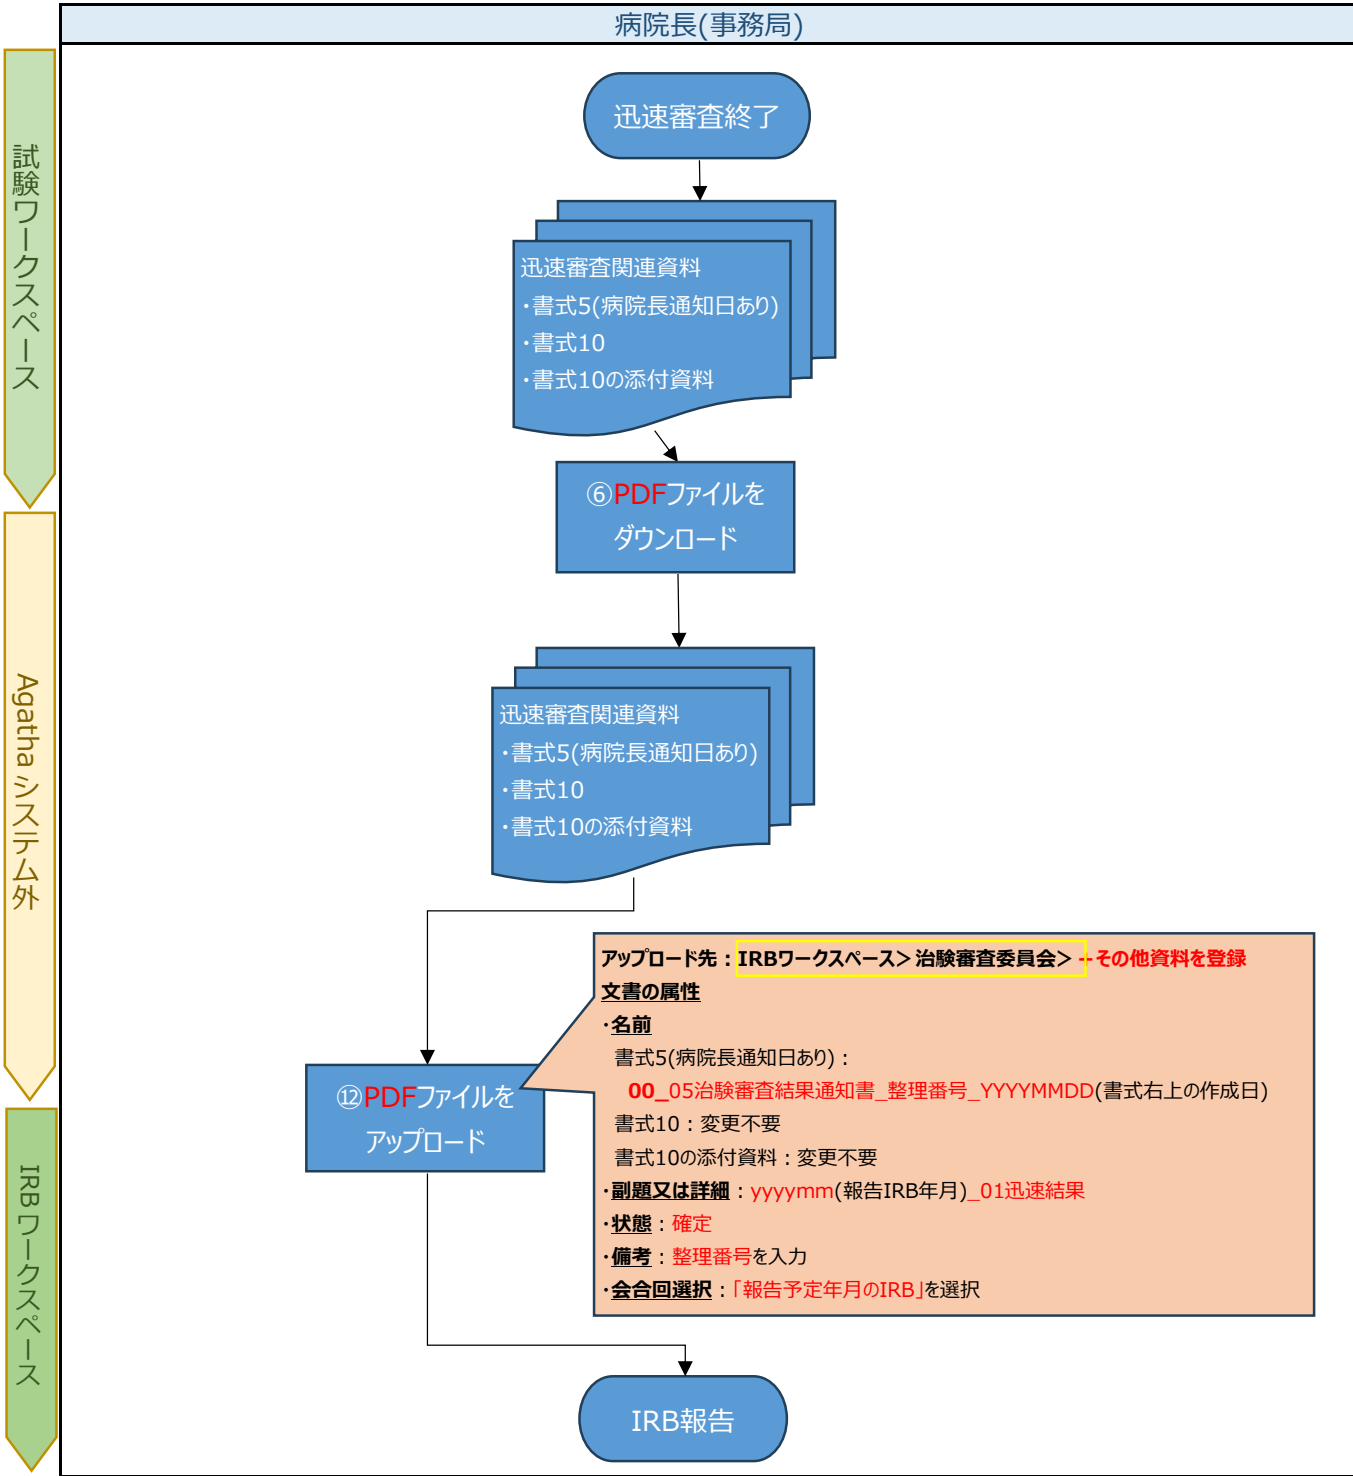 病院長(事務局)
試験ワークスペース
迅速審査終了
迅速審査関連資料
・書式5(病院長通知日あり)
・書式10
・書式10の添付資料
⑥PDFファイルを
ダウンロード
Agathaシステム外
迅速審査関連資料
・書式5(病院長通知日あり)
・書式10
・書式10の添付資料
アップロード先：IRBワークスペース＞治験審査委員会＞＋その他資料を登録
文書の属性
・名前
書式5(病院長通知日あり)：
00_05治験審査結果通知書_整理番号_YYYYMMDD(書式右上の作成日)
書式10：変更不要
書式10の添付資料：変更不要
・副題又は詳細：yyyymm(報告IRB年月)_01迅速結果
・状態：確定
・備考：整理番号を入力
・会合回選択：「報告予定年月のIRB」を選択
⑫PDFファイルを
アップロード
IRBワークスペース
IRB報告